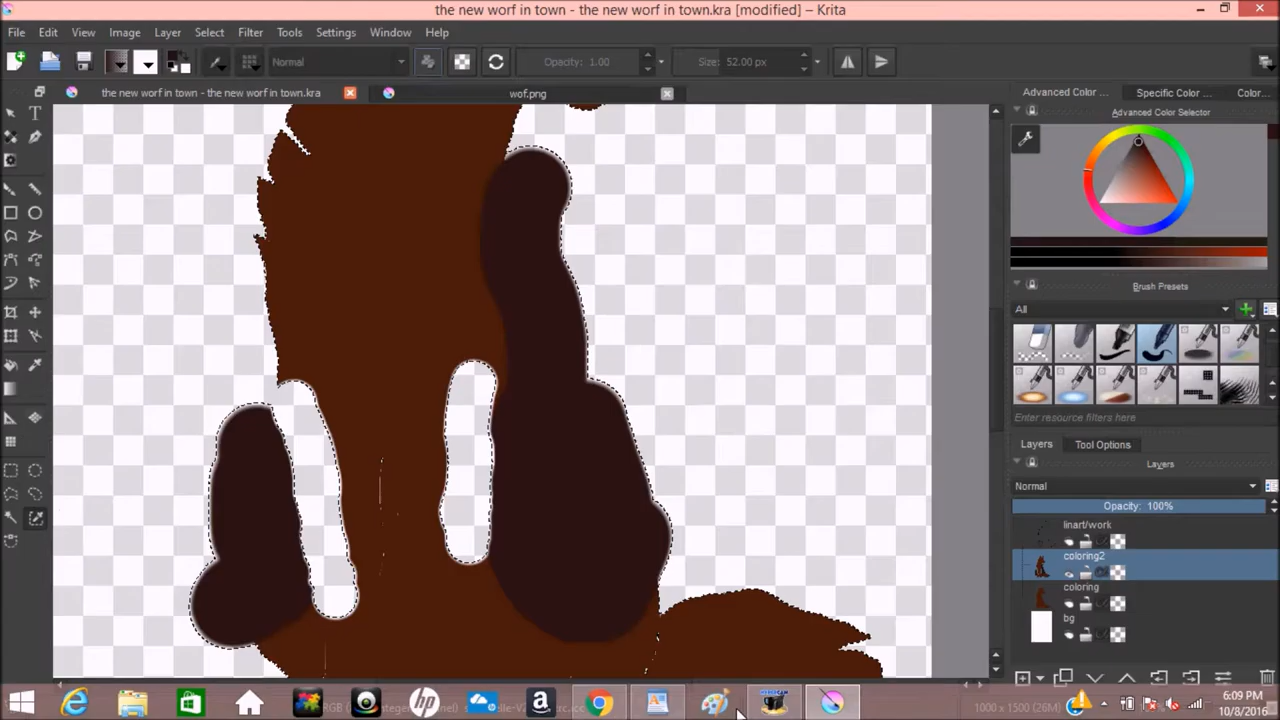 the new worf in town - the new worf in town.kra [modified] - Krita
File Edit View Image Layer Select Filter Tools Settings Window Help
Normal Opacity: 1.00 Size: 52.00 px
the new worf in town - the new worf in town.kra wof.png
Advanced Color ... Specific Color ... Color...
Advanced Color Selector
Brush Presets
All
Enter resource filters here
Layers Tool Options
Layers
Normal
Opacity: 100%
linart/work
coloring2
coloring
bg
1000 x 1500 (26M)
6:09 PM
10/8/2016